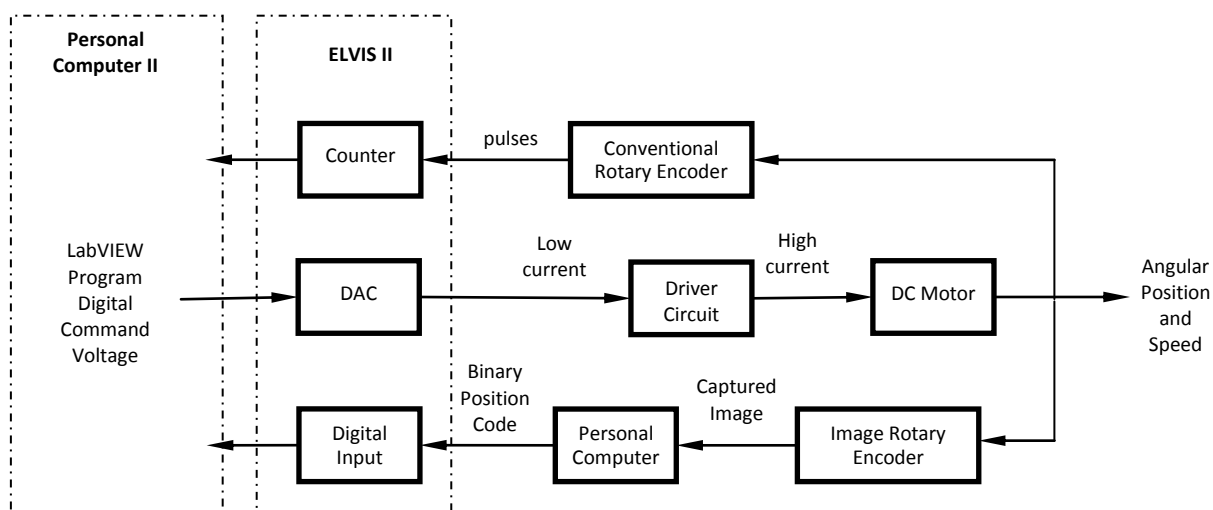 Personal
Computer II
ELVIS II
Counter
pulses
Conventional
Rotary Encoder
LabVIEW
Program
Digital
Command
Voltage
DAC
Low
current
Driver
Circuit
High
current
DC Motor
Angular
Position
and
Speed
Digital
Input
Binary
Position
Code
Personal
Computer
Captured
Image
Image Rotary
Encoder